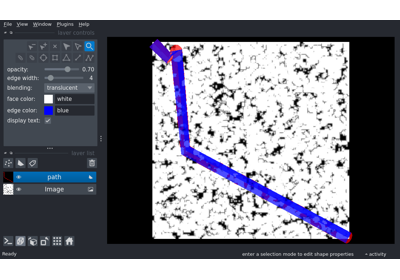 File View Window Plugins Help
layer controls
opacity: 0.70
edge width: 4
blending: translucent
face color: white
edge color: blue
display text:
layer list
path
Image
Ready enter a selection mode to edit shape properties activity